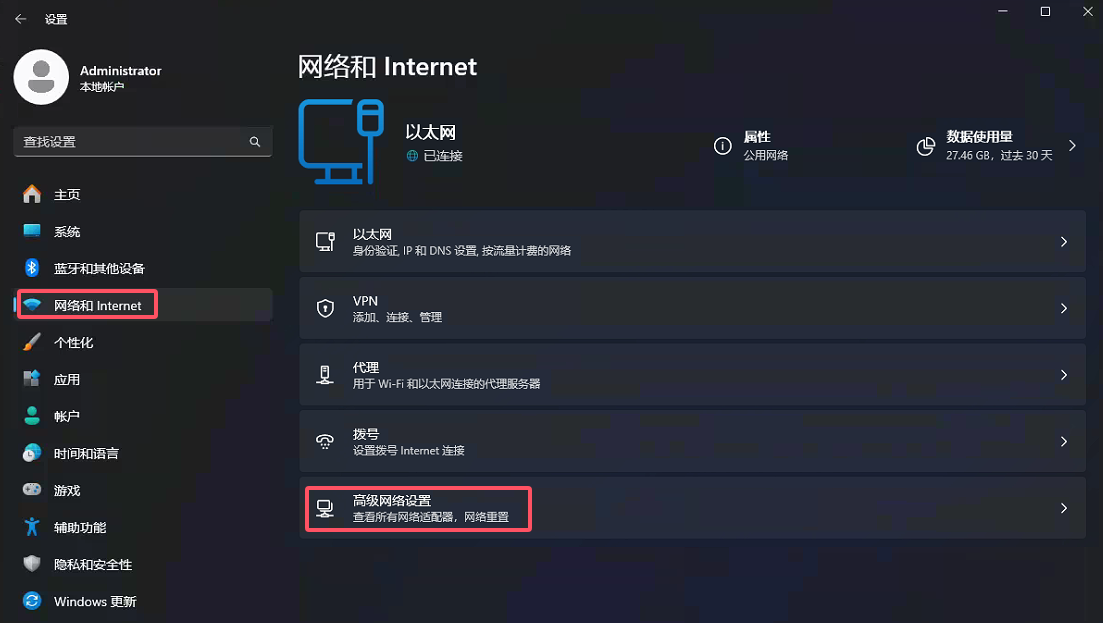 设置
Administrator
本地帐户
查找设置
主页
系统
蓝牙和其他设备
网络和 Internet
个性化
应用
帐户
时间和语言
游戏
辅助功能
隐私和安全性
Windows 更新
网络和 Internet
以太网
已连接
属性
公用网络
数据使用量
27.46 GB，过去 30 天
以太网
身份验证, IP 和 DNS 设置, 按流量计费的网络
VPN
添加、连接、管理
代理
用于 Wi-Fi 和以太网连接的代理服务器
拨号
设置拨号 Internet 连接
高级网络设置
查看所有网络适配器，网络重置